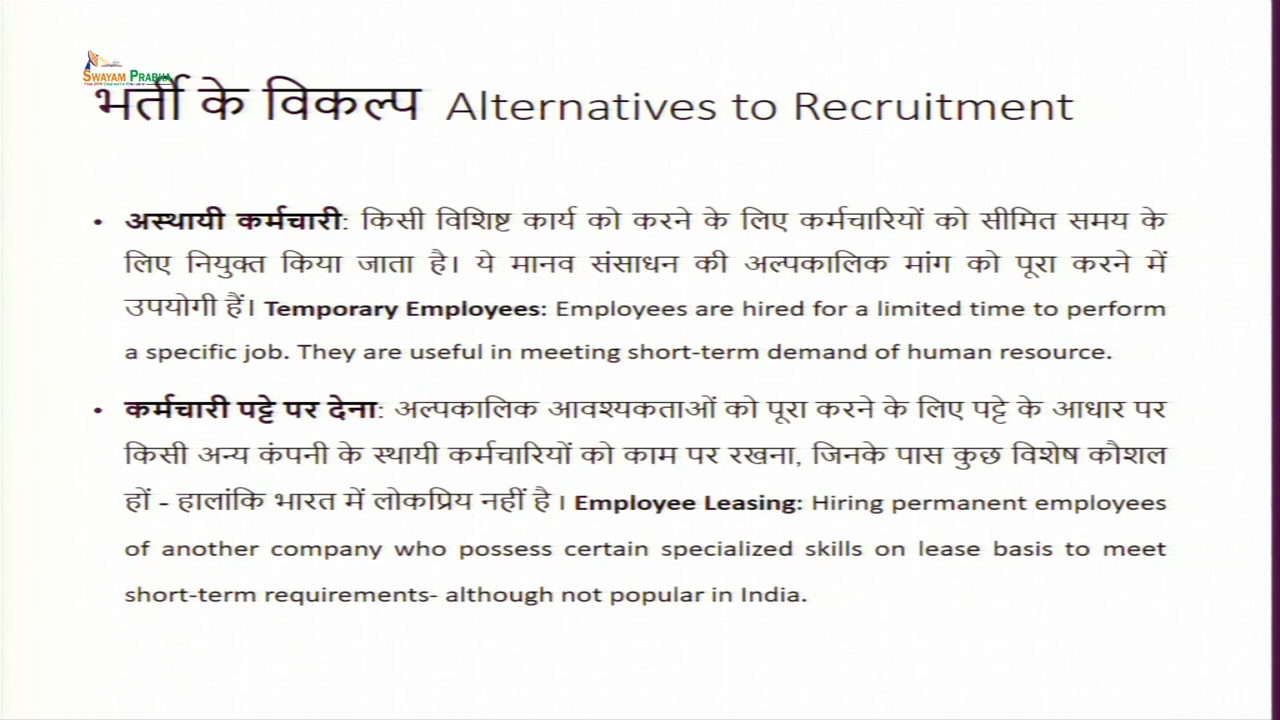 SWAYAM PRABHA
भर्ती के विकल्प Alternatives to Recruitment
• अस्थायी कर्मचारी: किसी विशिष्ट कार्य को करने के लिए कर्मचारियों को सीमित समय के
लिए नियुक्त किया जाता है। ये मानव संसाधन की अल्पकालिक मांग को पूरा करने में
उपयोगी हैं। Temporary Employees: Employees are hired for a limited time to perform
a specific job. They are useful in meeting short-term demand of human resource.
• कर्मचारी पट्टे पर देना: अल्पकालिक आवश्यकताओं को पूरा करने के लिए पट्टे के आधार पर
किसी अन्य कंपनी के स्थायी कर्मचारियों को काम पर रखना, जिनके पास कुछ विशेष कौशल
हों - हालांकि भारत में लोकप्रिय नहीं है । Employee Leasing: Hiring permanent employees
of another company who possess certain specialized skills on lease basis to meet
short-term requirements- although not popular in India.